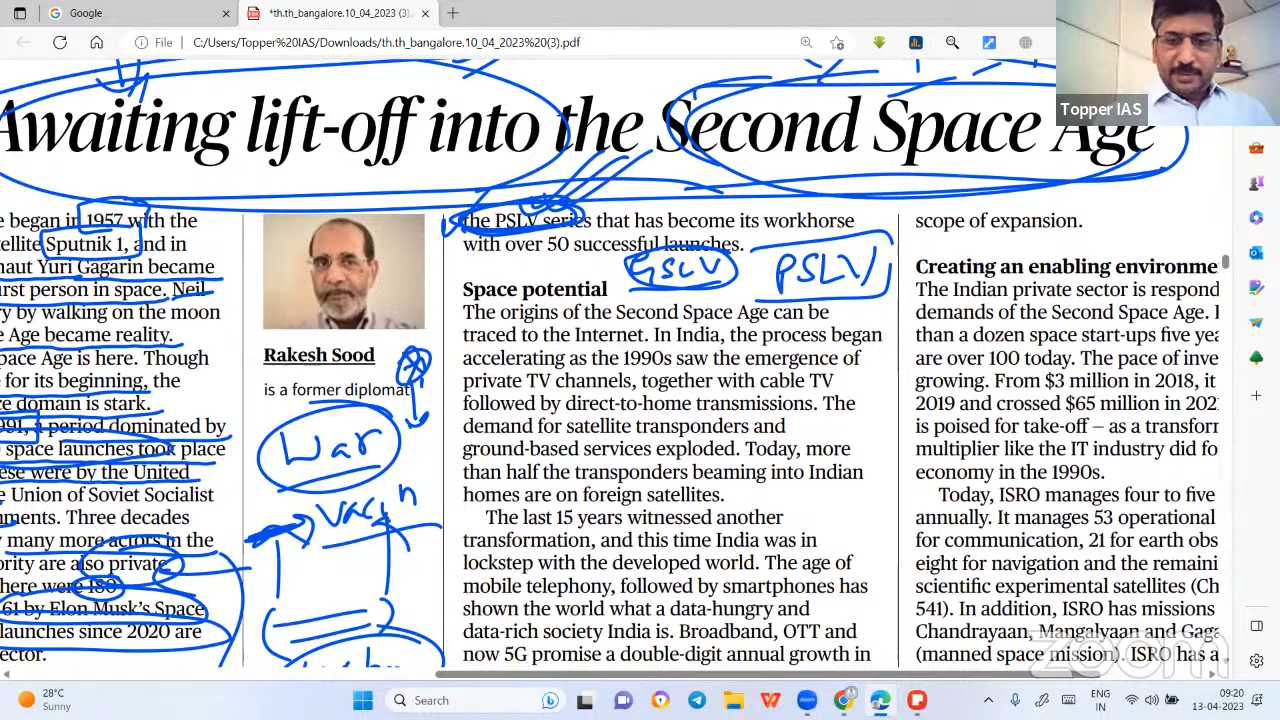 Google
*th.th_bangalore.10_04_2023 (3).p
File
C:/Users/Topper%20IAS/Downloads/th.th_bangalore.10_04_2023%20(3).pdf
Topper IAS
Awaiting lift-off into the Second Space Age
e began in 1957 with the
tellite Sputnik 1, and in
naut Yuri Gagarin became
irst person in space. Neil
ry by walking on the moon
e Age became reality.
pace Age is here. Though
e for its beginning, the
ce domain is stark.
991, a period dominated by
space launches took place
ese were by the United
e Union of Soviet Socialist
nments. Three decades
y many more actors in the
ority are also private
here were 180
61 by Elon Musk's Space
launches since 2020 are
ector.
Rakesh Sood
is a former diplomat
War
Vac
n
the PSLV series that has become its workhorse
with over 50 successful launches.
GSLV
PSLV
Space potential
The origins of the Second Space Age can be
traced to the Internet. In India, the process began
accelerating as the 1990s saw the emergence of
private TV channels, together with cable TV
followed by direct-to-home transmissions. The
demand for satellite transponders and
ground-based services exploded. Today, more
than half the transponders beaming into Indian
homes are on foreign satellites.
The last 15 years witnessed another
transformation, and this time India was in
lockstep with the developed world. The age of
mobile telephony, followed by smartphones has
shown the world what a data-hungry and
data-rich society India is. Broadband, OTT and
now 5G promise a double-digit annual growth in
scope of expansion.
Creating an enabling environme
The Indian private sector is respond
demands of the Second Space Age. F
than a dozen space start-ups five yea
are over 100 today. The pace of inve
growing. From $3 million in 2018, it
2019 and crossed $65 million in 202
is poised for take-off — as a transforr
multiplier like the IT industry did fo
economy in the 1990s.
Today, ISRO manages four to five
annually. It manages 53 operational
for communication, 21 for earth obs
eight for navigation and the remaini
scientific experimental satellites (Ch
541). In addition, ISRO has missions
Chandrayaan, Mangalyaan and Gaga
(manned space mission). ISRO has a
zoom
28°C
Sunny
Search
ENG
IN
09:20
13-04-2023